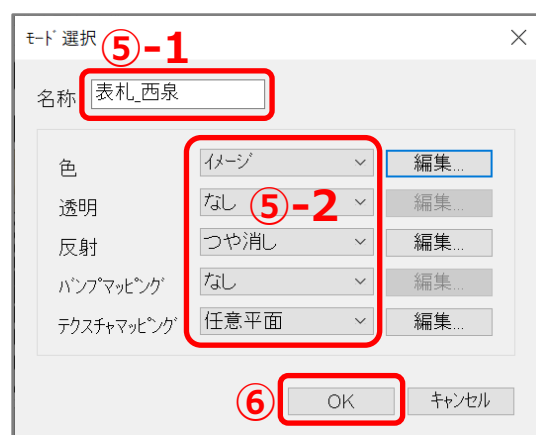 ﾓｰﾄﾞ選択
⑤-1
名称 表札_西泉
色 ｲﾒｰｼﾞ 編集...
透明 なし 編集...
⑤-2
反射 つや消し 編集...
ﾊﾞﾝﾌﾟﾏｯﾋﾟﾝｸﾞ なし 編集...
ﾃｸｽﾁｬﾏｯﾋﾟﾝｸﾞ 任意平面 編集...
⑥ OK ｷｬﾝｾﾙ